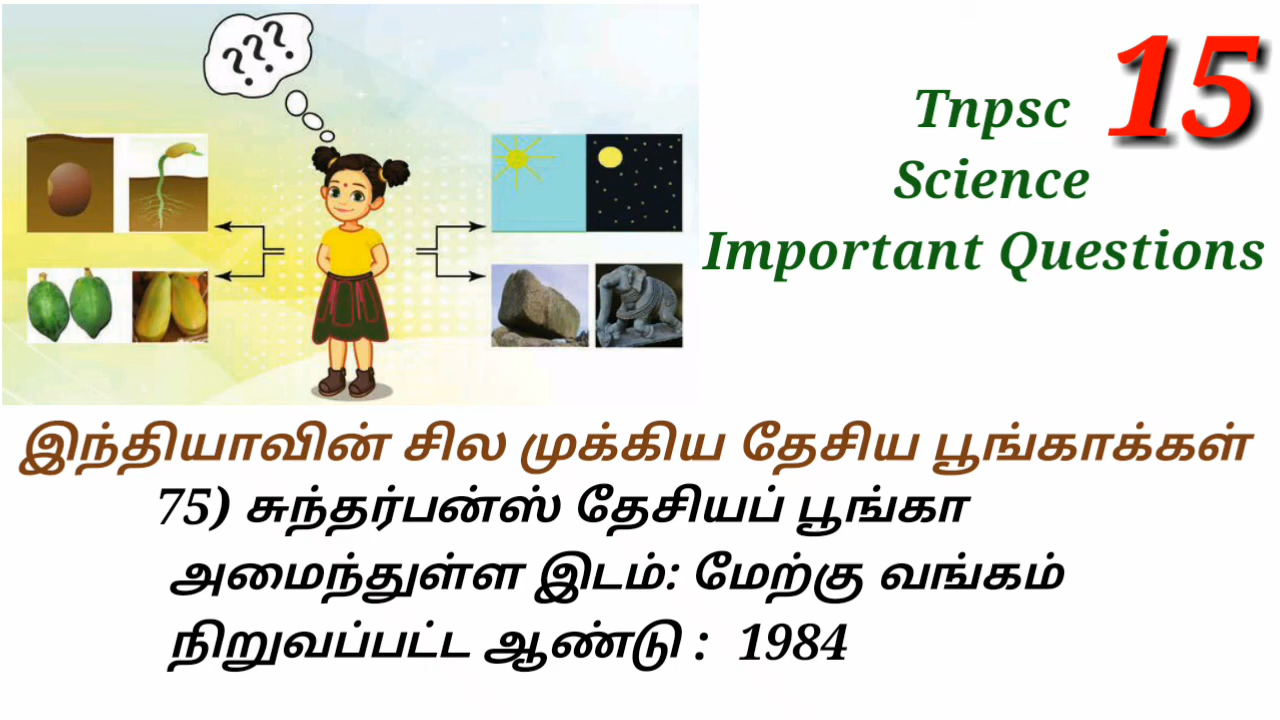 ???
15
Tnpsc
Science
Important Questions
இந்தியாவின் சில முக்கிய தேசிய பூங்காக்கள்
75) சுந்தர்பன்ஸ் தேசியப் பூங்கா
அமைந்துள்ள இடம்: மேற்கு வங்கம்
நிறுவப்பட்ட ஆண்டு : 1984